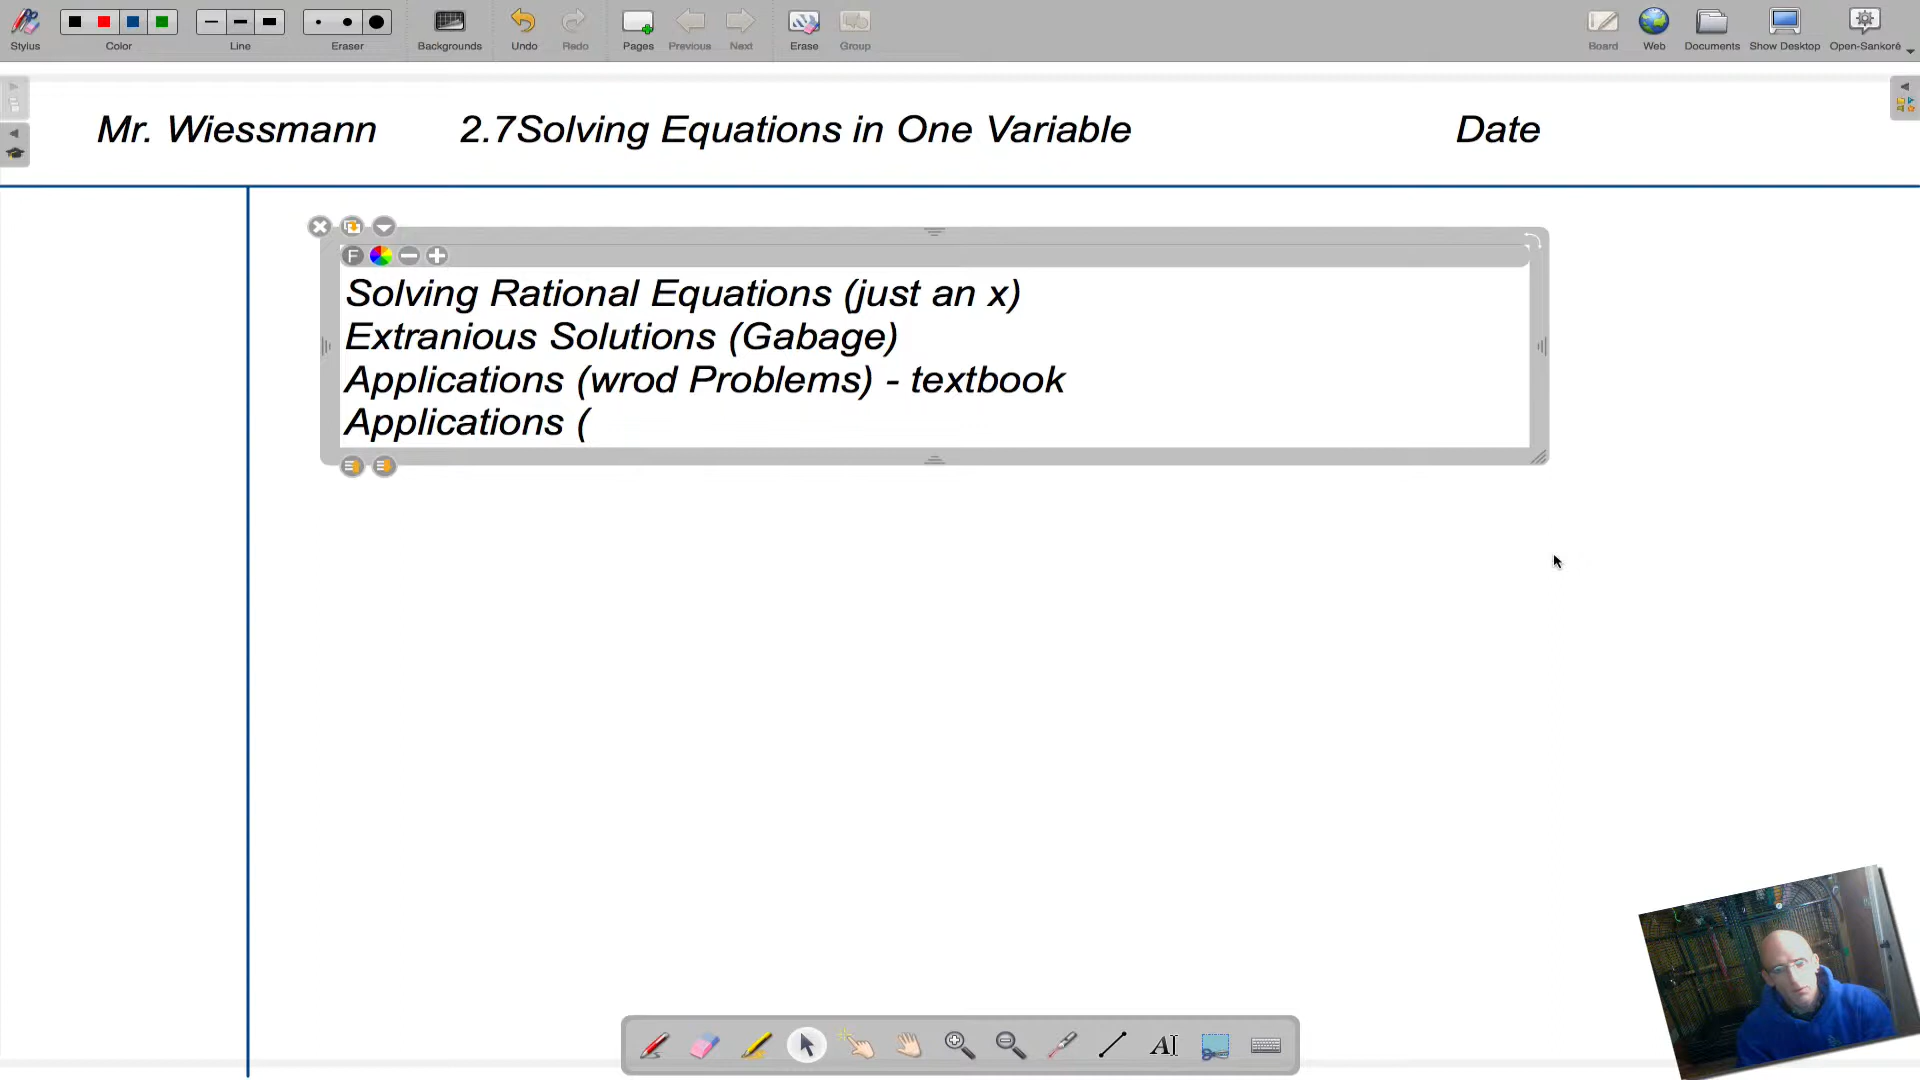 Stylus
Color
Line
Eraser
Backgrounds
Undo
Redo
Pages
Previous
Next
Erase
Group
Board
Web
Documents
Show Desktop
Open-Sankoré
Mr. Wiessmann
2.7Solving Equations in One Variable
Date
F
Solving Rational Equations (just an x)
Extranious Solutions (Gabage)
Applications (wrod Problems) - textbook
Applications (
AI